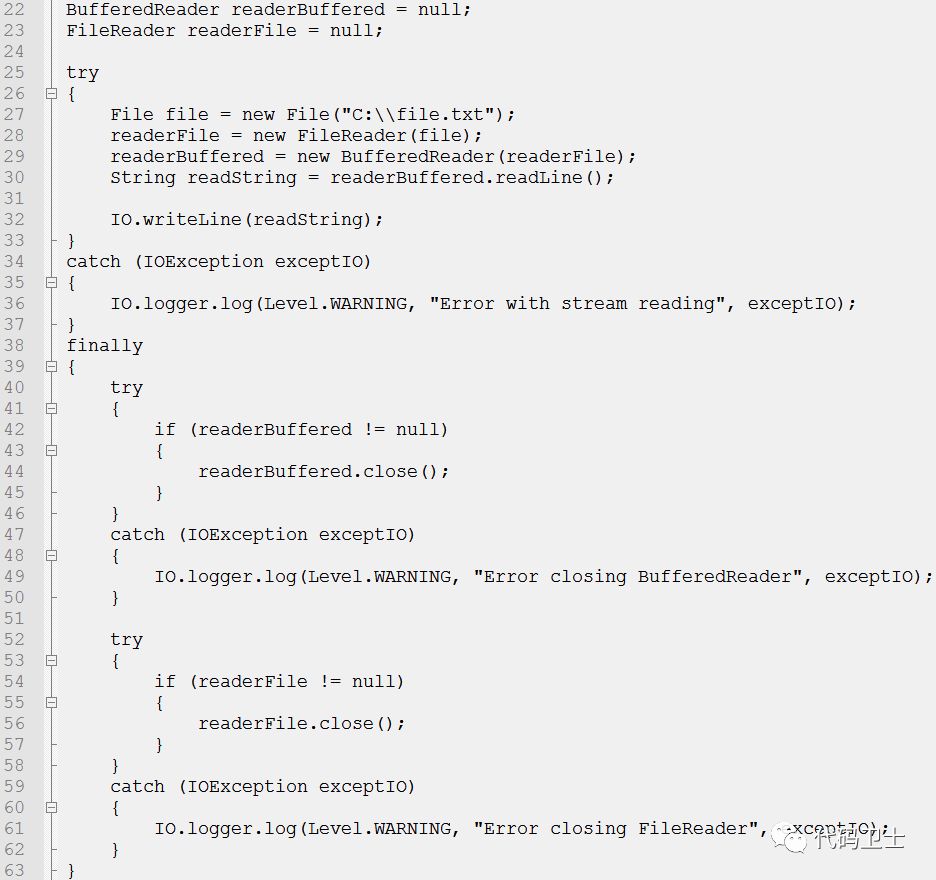 22 BufferedReader readerBuffered = null;
23 FileReader readerFile = null;
24
25 try
26 {
27 File file = new File("C:\\file.txt");
28 readerFile = new FileReader(file);
29 readerBuffered = new BufferedReader(readerFile);
30 String readString = readerBuffered.readLine();
31
32 IO.writeLine(readString);
33 }
34 catch (IOException exceptIO)
35 {
36 IO.logger.log(Level.WARNING, "Error with stream reading", exceptIO);
37 }
38 finally
39 {
40 try
41 {
42 if (readerBuffered != null)
43 {
44 readerBuffered.close();
45 }
46 }
47 catch (IOException exceptIO)
48 {
49 IO.logger.log(Level.WARNING, "Error closing BufferedReader", exceptIO);
50 }
51
52 try
53 {
54 if (readerFile != null)
55 {
56 readerFile.close();
57 }
58 }
59 catch (IOException exceptIO)
60 {
61 IO.logger.log(Level.WARNING, "Error closing FileReader", exceptIO);
62 }
63 }
代码卫士